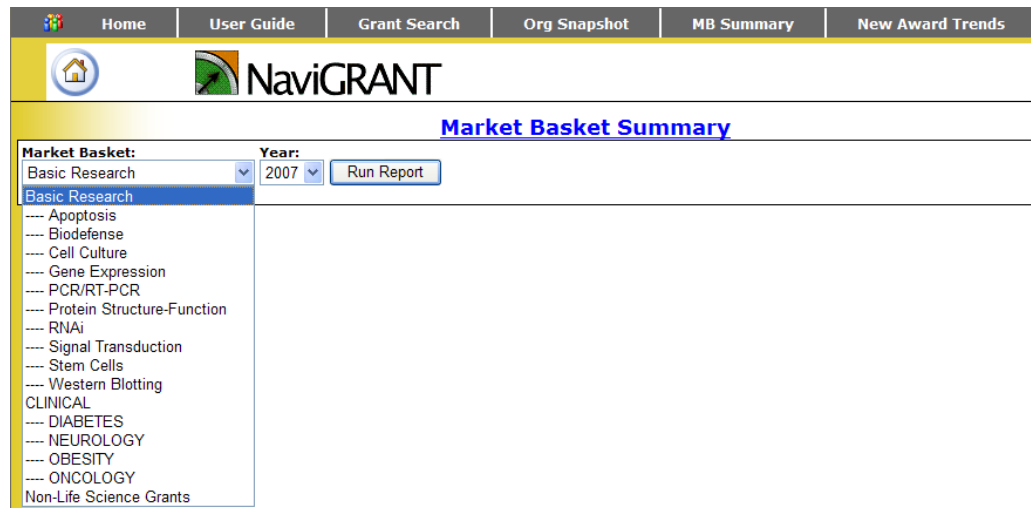 Home User Guide Grant Search Org Snapshot MB Summary New Award Trends
NaviGRANT
Market Basket Summary
Market Basket: Year:
Basic Research 2007 Run Report
Basic Research
---- Apoptosis
---- Biodefense
---- Cell Culture
---- Gene Expression
---- PCR/RT-PCR
---- Protein Structure-Function
---- RNAi
---- Signal Transduction
---- Stem Cells
---- Western Blotting
CLINICAL
---- DIABETES
---- NEUROLOGY
---- OBESITY
---- ONCOLOGY
Non-Life Science Grants